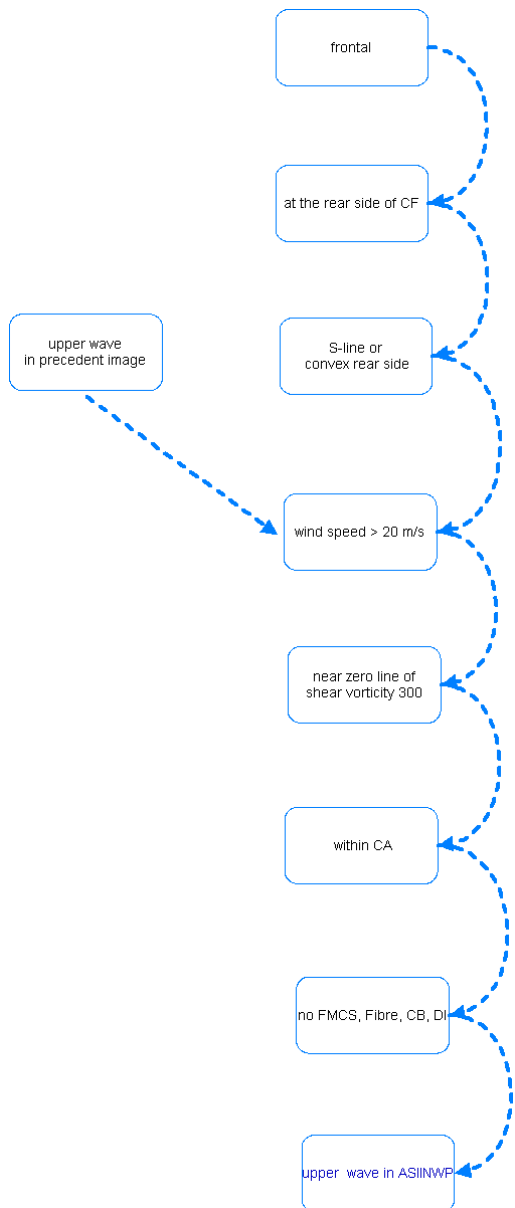 frontal
at the rear side of CF
upper wave
in precedent image
S-line or
convex rear side
wind speed > 20 m/s
near zero line of
shear vorticity 300
within CA
no FMCS, Fibre, CB, DI
upper wave in ASIINWP